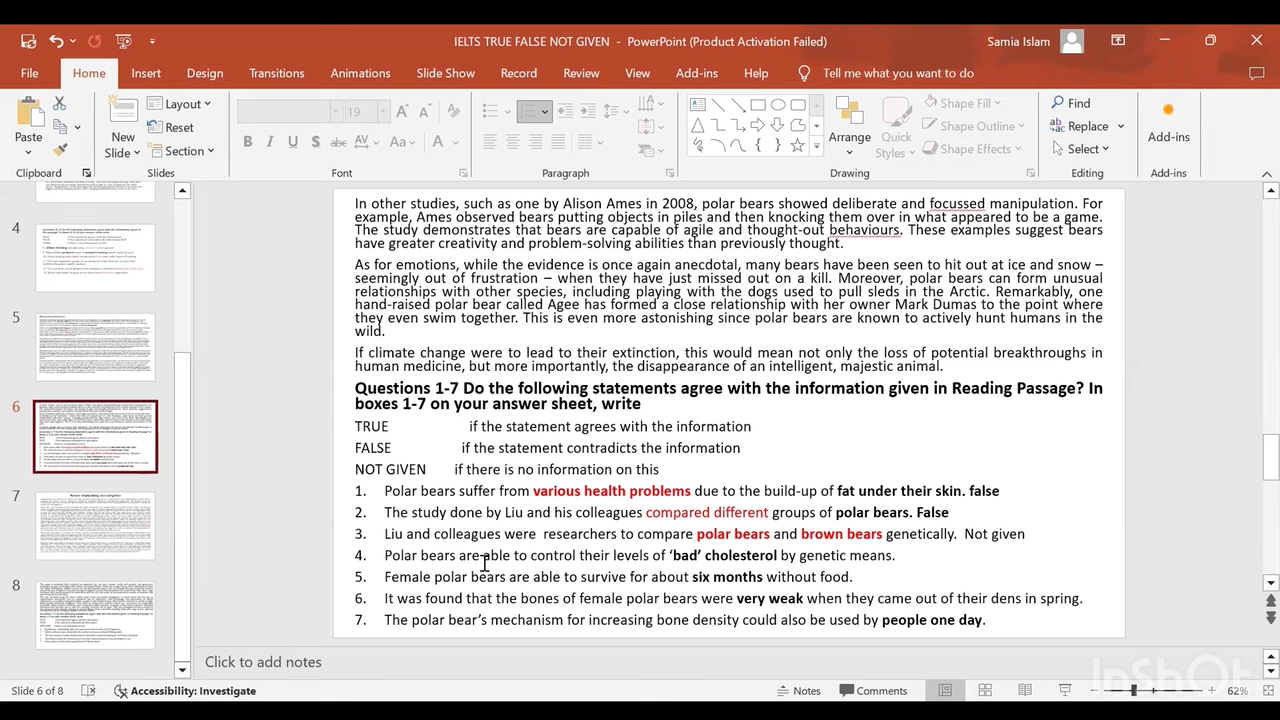 IELTS TRUE FALSE NOT GIVEN - PowerPoint (Product Activation Failed)
Samia Islam
File Home Insert Design Transitions Animations Slide Show Record Review View Add-ins Help Tell me what you want to do
Paste
New Slide
Layout
Reset
Section
19
Arrange
Quick Styles
Shape Fill
Shape Outline
Shape Effects
Find
Replace
Select
Add-ins
Clipboard Slides Font Paragraph Drawing Editing Add-ins
4
5
6
7
8
In other studies, such as one by Alison Ames in 2008, polar bears showed deliberate and focussed manipulation. For
example, Ames observed bears putting objects in piles and then knocking them over in what appeared to be a game.
The study demonstrates that bears are capable of agile and thought-out behaviours. These examples suggest bears
have greater creativity and problem-solving abilities than previously thought.
As for emotions, while the evidence is once again anecdotal, many bears have been seen to hit out at ice and snow –
seemingly out of frustration – when they have just missed out on a kill. Moreover, polar bears can form unusual
relationships with other species, including playing with the dogs used to pull sleds in the Arctic. Remarkably, one
hand-raised polar bear called Agee has formed a close relationship with her owner Mark Dumas to the point where
they even swim together. This is even more astonishing since polar bears are known to actively hunt humans in the
wild.
If climate change were to lead to their extinction, this would mean not only the loss of potential breakthroughs in
human medicine, but more importantly, the disappearance of an intelligent, majestic animal.
Questions 1-7 Do the following statements agree with the information given in Reading Passage? In
boxes 1-7 on your answer sheet, write
TRUE if the statement agrees with the information
FALSE if the statement contradicts the information
NOT GIVEN if there is no information on this
1. Polar bears suffer from various health problems due to the build-up of fat under their skin. false
2. The study done by Liu and his colleagues compared different groups of polar bears. False
3. Liu and colleagues were researchers to compare polar bears and brown bears genetically. Not given
4. Polar bears are able to control their levels of ‘bad’ cholesterol by genetic means.
5. Female polar bears are able to survive for about six months without food.
6. It was found that the bones of female polar bears were very weak when they came out of their dens in spring.
7. The polar bear’s mechanism for increasing bone density could also be used by people one day.
Click to add notes
Slide 6 of 8 Accessibility: Investigate Notes Comments 62%
InShOt